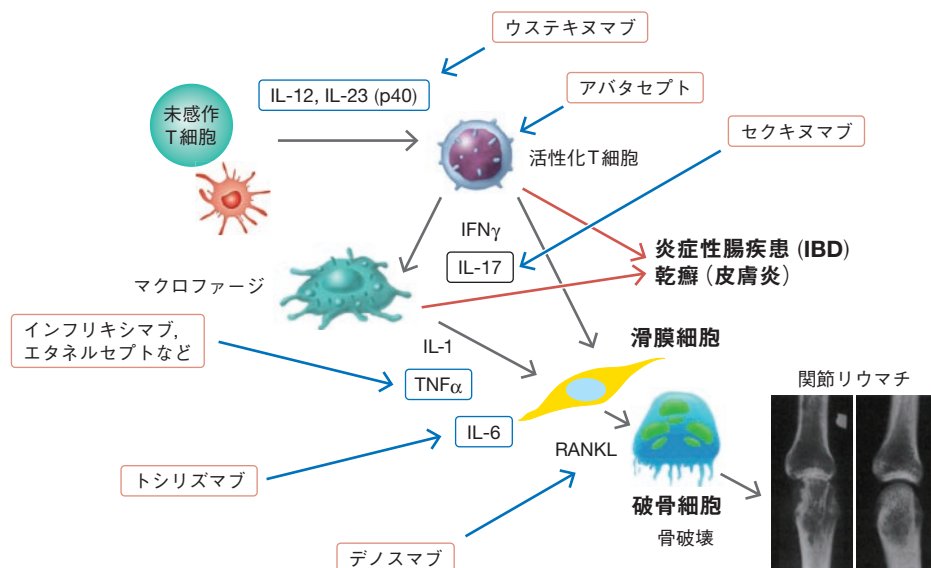 ウステキヌマブ
IL-12, IL-23 (p40)
アバタセプト
未感作
T細胞
セクキヌマブ
活性化T細胞
IFNγ
IL-17
炎症性腸疾患 (IBD)
乾癬（皮膚炎）
マクロファージ
インフリキシマブ，
エタネルセプトなど
IL-1
滑膜細胞
TNFα
関節リウマチ
IL-6
RANKL
トシリズマブ
破骨細胞
骨破壊
デノスマブ